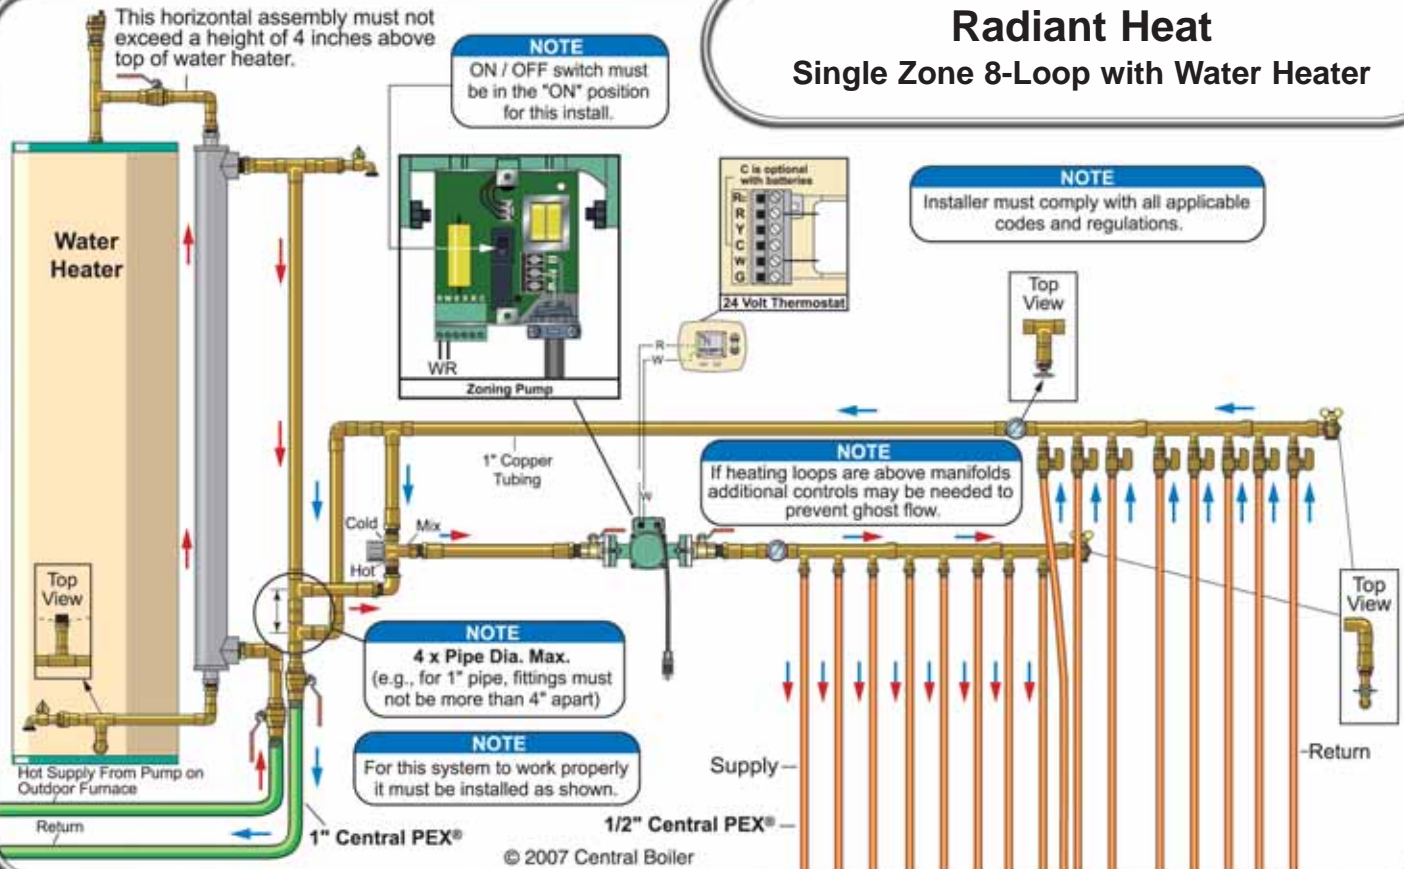 This horizontal assembly must not
exceed a height of 4 inches above
top of water heater.
NOTE
ON / OFF switch must
be in the "ON" position
for this install.
Radiant Heat
Single Zone 8-Loop with Water Heater
C is optional
with batteries
R
Y
C
W
G
24 Volt Thermostat
NOTE
Installer must comply with all applicable
codes and regulations.
Water
Heater
WR
Zoning Pump
R
W
Top
View
1" Copper
Tubing
W
NOTE
If heating loops are above manifolds
additional controls may be needed to
prevent ghost flow.
Cold
Mix
Hot
Top
View
Top
View
NOTE
4 x Pipe Dia. Max.
(e.g., for 1" pipe, fittings must
not be more than 4" apart)
NOTE
For this system to work properly
it must be installed as shown.
Supply
Return
Hot Supply From Pump on
Outdoor Furnace
Return
1" Central PEX®
1/2" Central PEX®
© 2007 Central Boiler